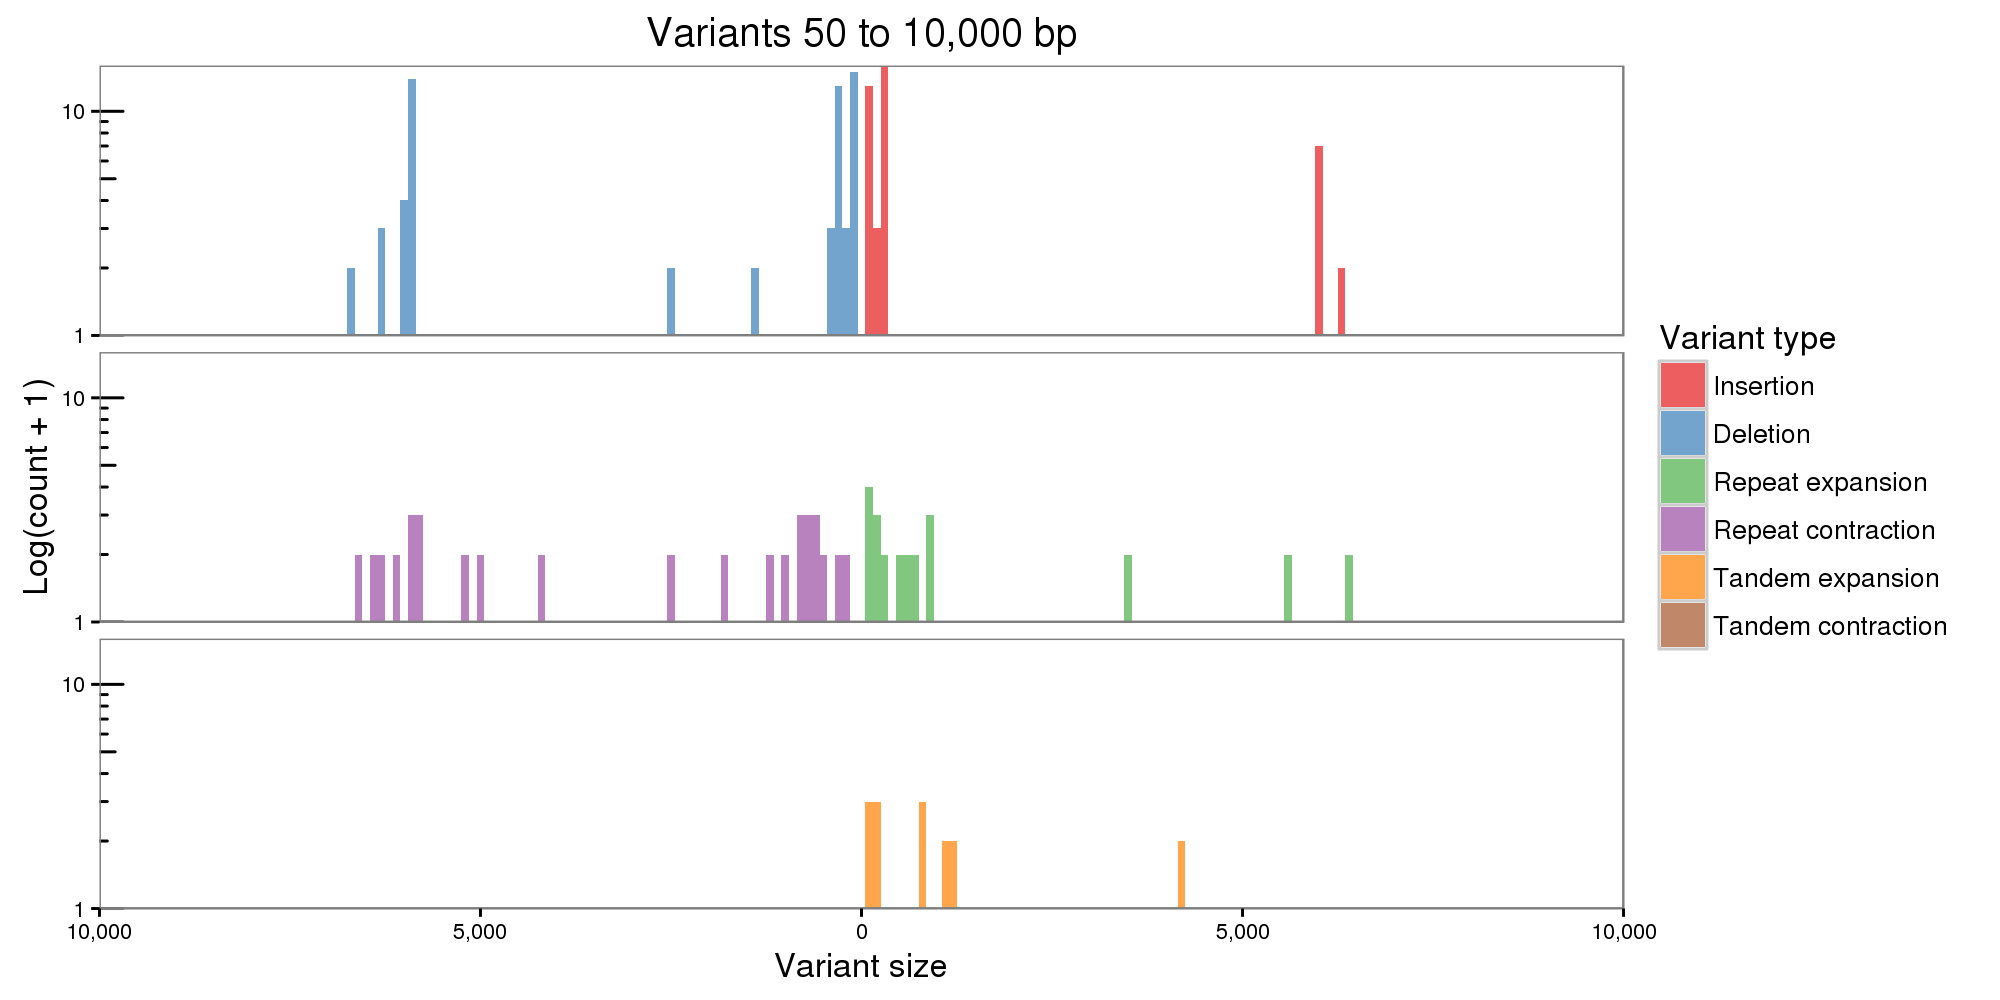 Variants 50 to 10,000 bp
10
1
10
1
10
1
Log(count + 1)
10,000
5,000
0
5,000
10,000
Variant size
Variant type
Insertion
Deletion
Repeat expansion
Repeat contraction
Tandem expansion
Tandem contraction